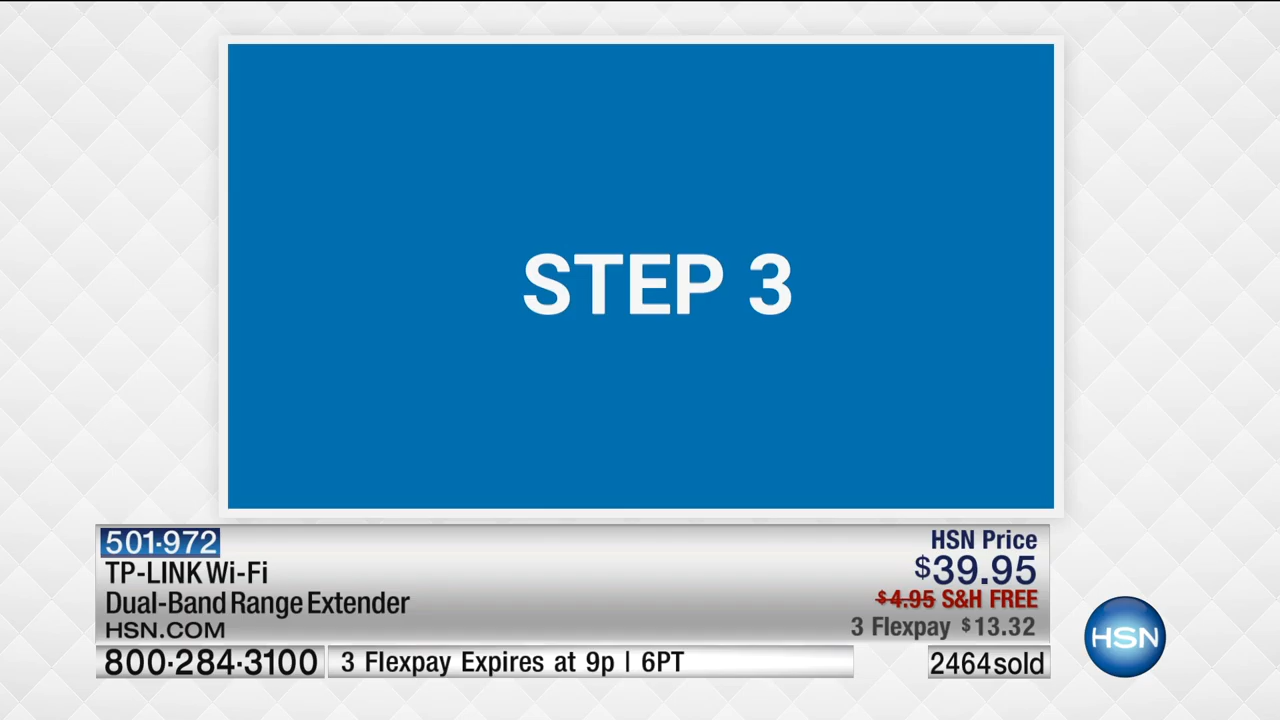 STEP 3
501-972
TP-LINK Wi-Fi
Dual-Band Range Extender
HSN.COM
HSN Price
$39.95
$4.95 S&H FREE
3 Flexpay $13.32
800·284·3100
3 Flexpay Expires at 9p | 6PT
2464 sold
HSN